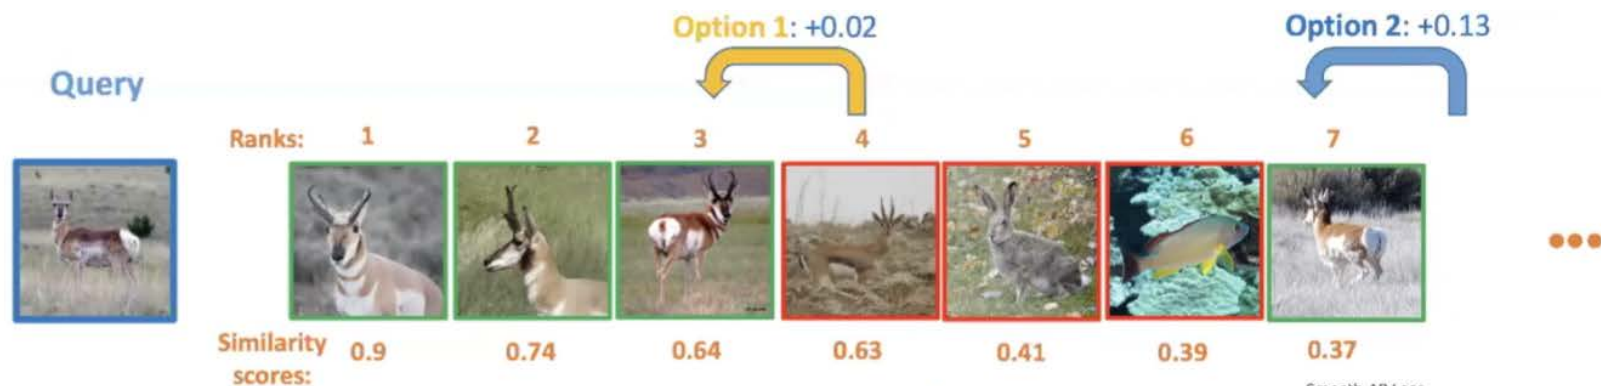 Option 1: +0.02
Option 2: +0.13
Query
Ranks: 1 2 3 4 5 6 7
Similarity
scores: 0.9 0.74 0.64 0.63 0.41 0.39 0.37